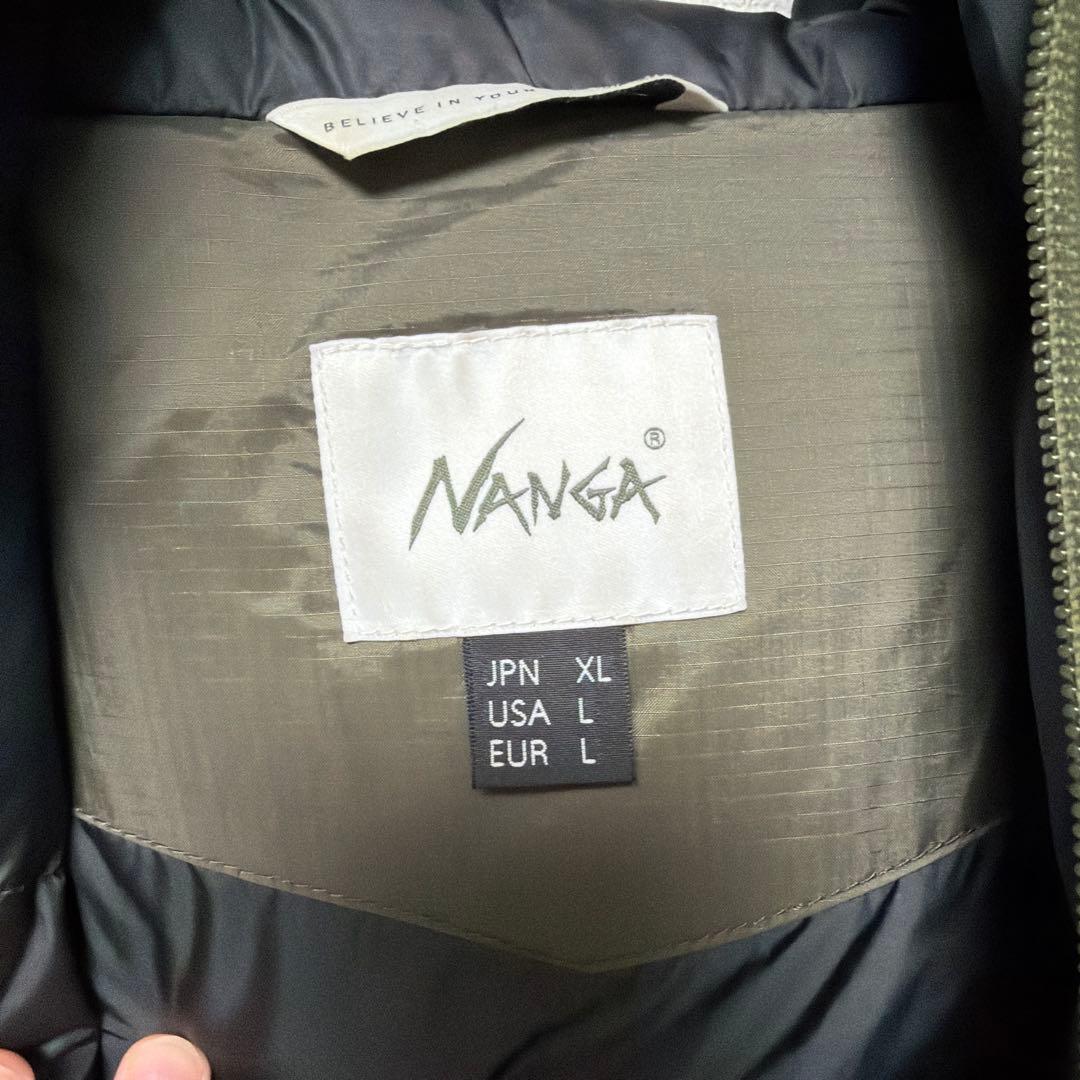 BELIEVE IN YOUR
NANGA®
JPN XL
USA L
EUR L